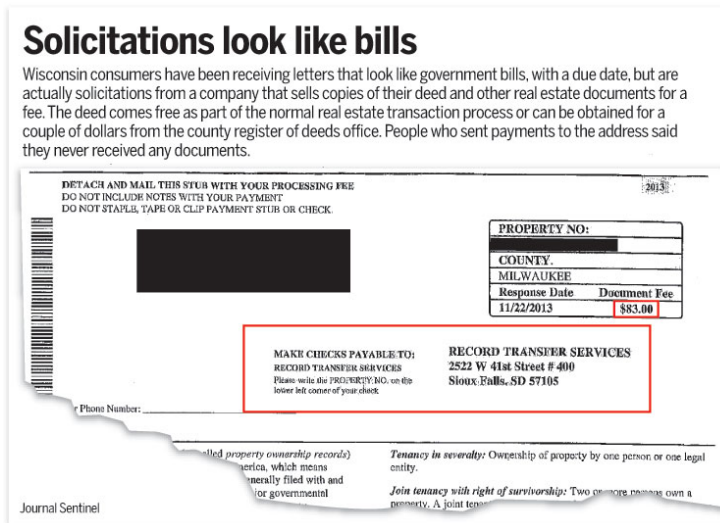 Solicitations look like bills
Wisconsin consumers have been receiving letters that look like government bills, with a due date, but are
actually solicitations from a company that sells copies of their deed and other real estate documents for a
fee. The deed comes free as part of the normal real estate transaction process or can be obtained for a
couple of dollars from the county register of deeds office. People who sent payments to the address said
they never received any documents.
DETACH AND MAIL THIS STUB WITH YOUR PROCESSING FEE
DO NOT INCLUDE NOTES WITH YOUR PAYMENT
DO NOT STAPLE, TAPE OR CLIP PAYMENT STUB OR CHECK.
2013
PROPERTY NO:
COUNTY.
MILWAUKEE
Response Date Document Fee
11/22/2013 $83.00
MAKE CHECKS PAYABLE TO:
RECORD TRANSFER SERVICES
Please write the PROPERTY NO. on the
lower left corner of your check
RECORD TRANSFER SERVICES
2522 W 41st Street # 400
Sioux Falls, SD 57105
r Phone Number:
alled property ownership records)
erica, which means
nerally filed with and
ior governmental
Tenancy in severalty: Ownership of property by one person or one legal
entity.
Join tenancy with right of survivorship: Two or more persons own a
property. A joint
Journal Sentinel